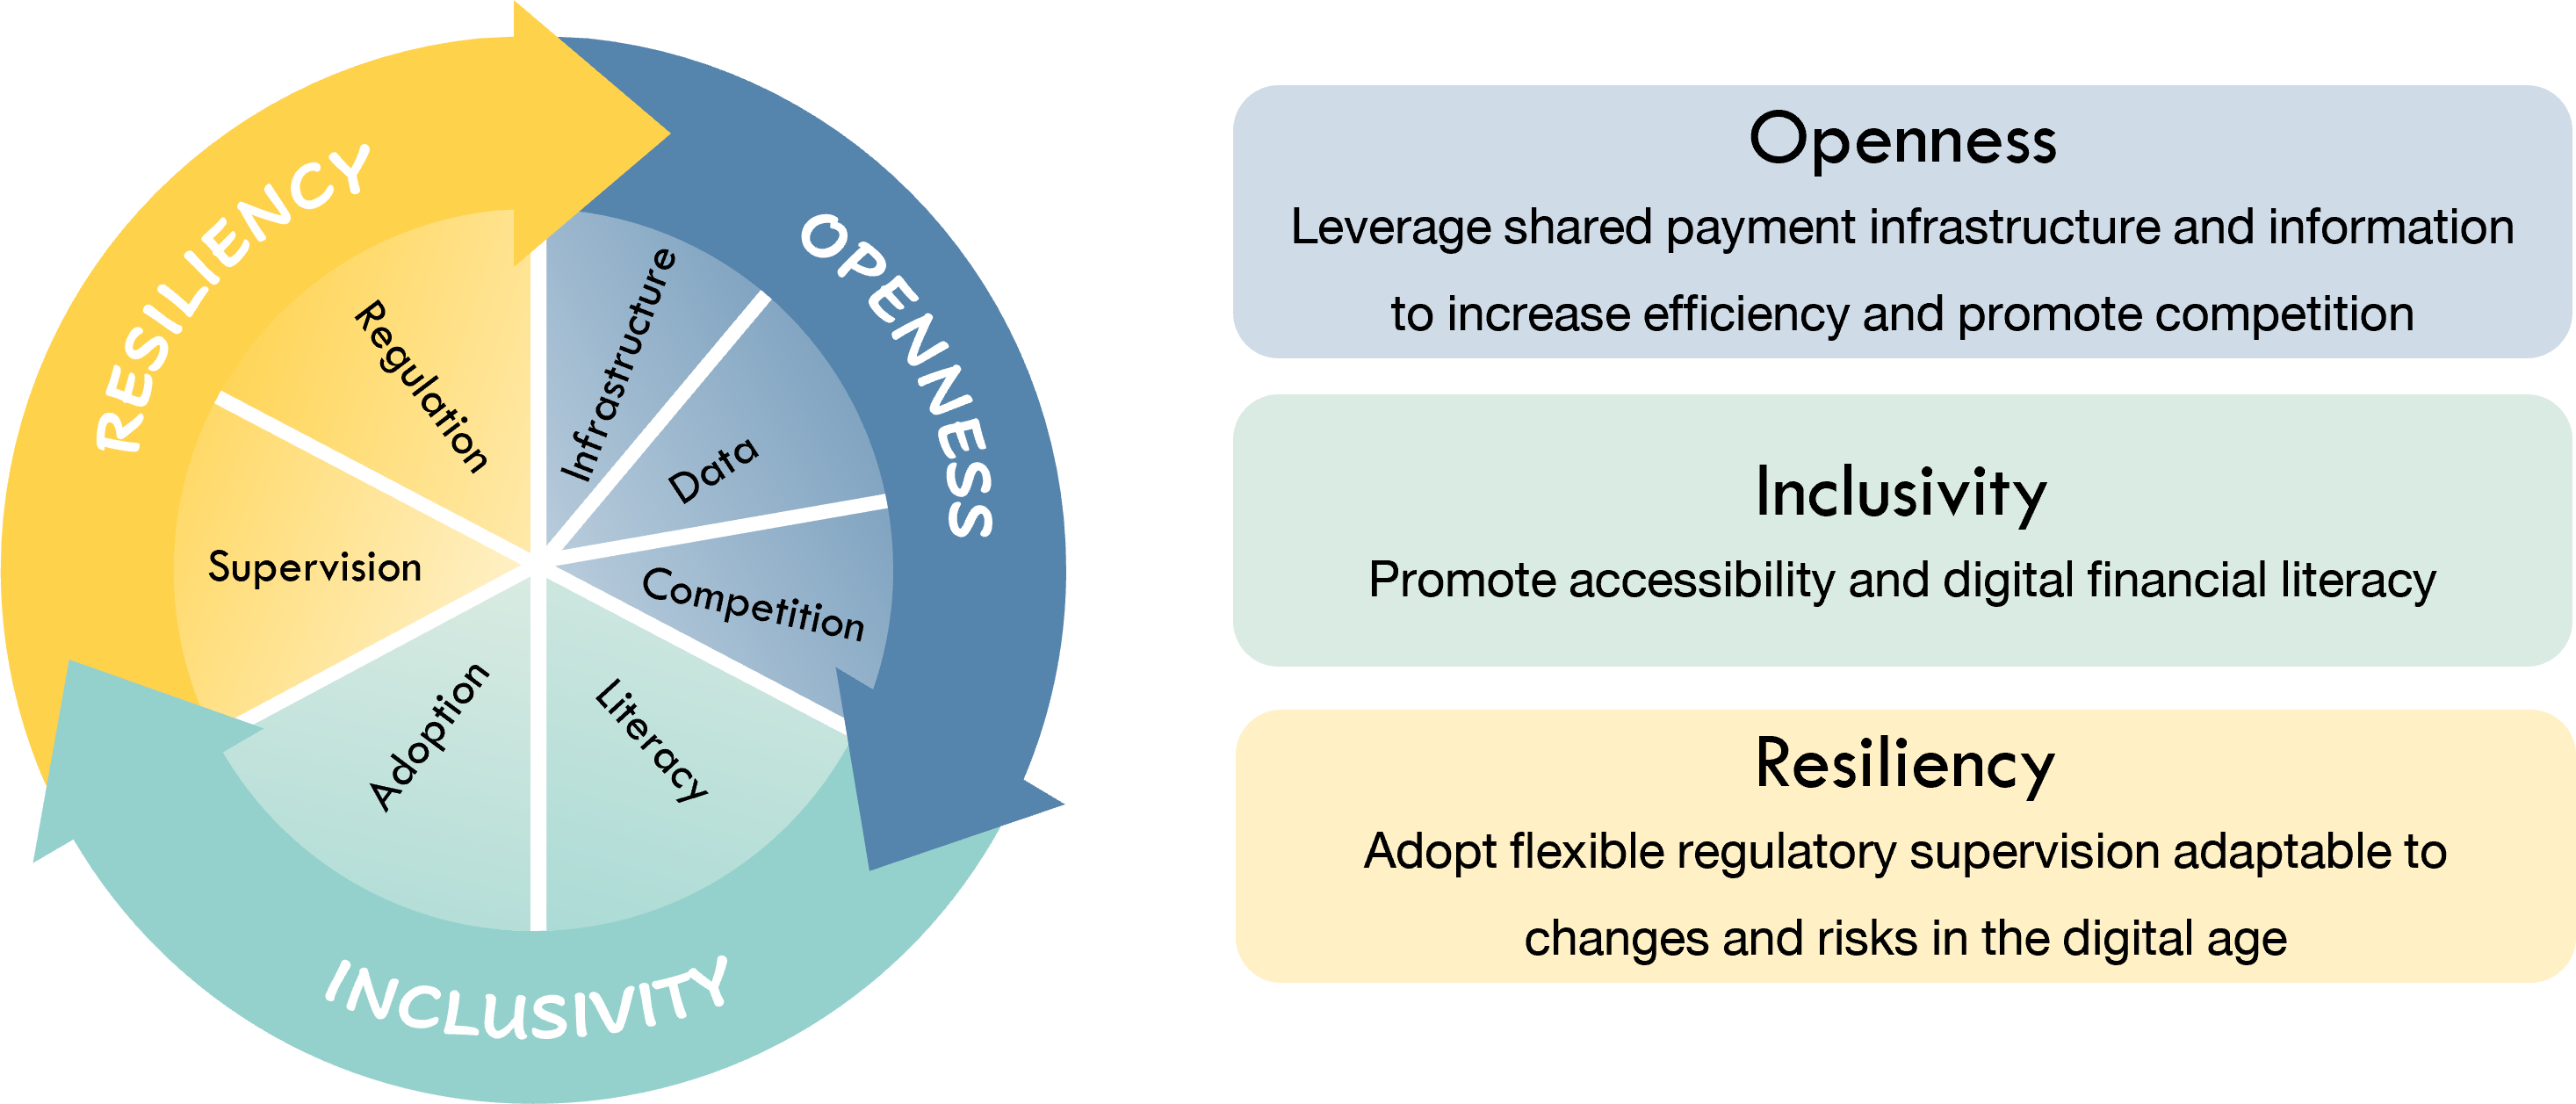 RESILIENCY
OPENNESS
INCLUSIVITY
Regulation
Infrastructure
Data
Competition
Supervision
Adoption
Literacy
Openness
Leverage shared payment infrastructure and information
to increase efficiency and promote competition
Inclusivity
Promote accessibility and digital financial literacy
Resiliency
Adopt flexible regulatory supervision adaptable to
changes and risks in the digital age